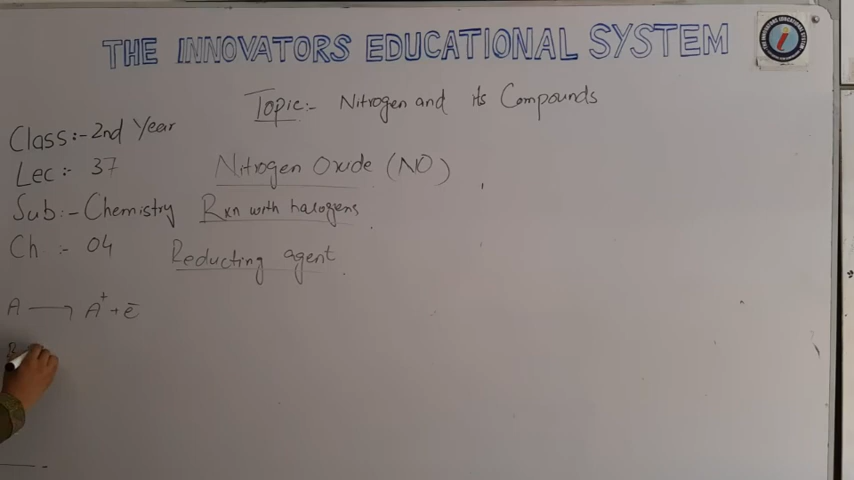 THE INNOVATORS EDUCATIONAL SYSTEM
Topic:- Nitrogen and its Compounds
Class:- 2nd Year
Lec:- 37
Nitrogen Oxide (NO)
Sub:- Chemistry
Rxn with halogens
Ch:- 04
Reducting agent
A → A⁺ + ē